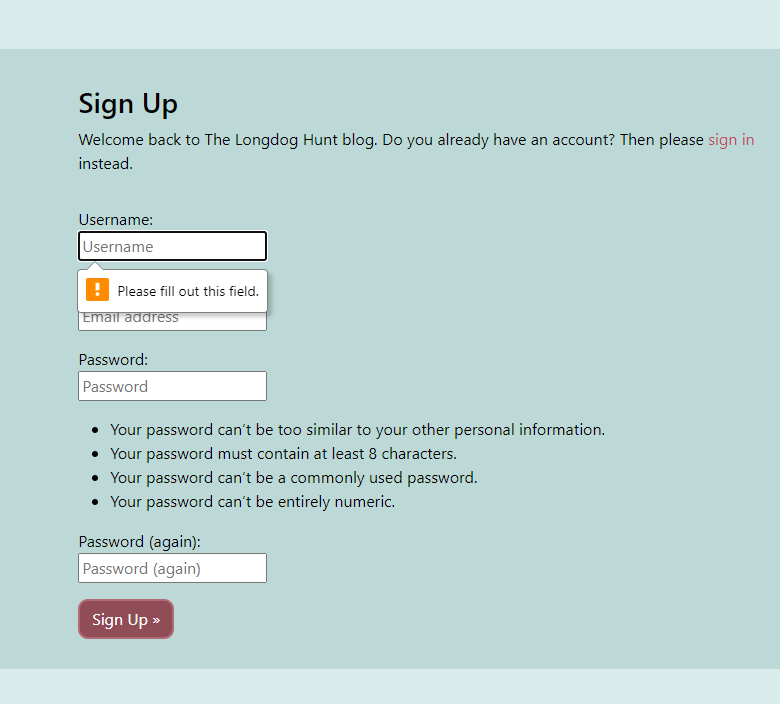 Sign Up
Welcome back to The Longdog Hunt blog. Do you already have an account? Then please sign in
instead.
Username:
Username
Please fill out this field.
Email address
Password:
Password
• Your password can’t be too similar to your other personal information.
• Your password must contain at least 8 characters.
• Your password can’t be a commonly used password.
• Your password can’t be entirely numeric.
Password (again):
Password (again)
Sign Up »